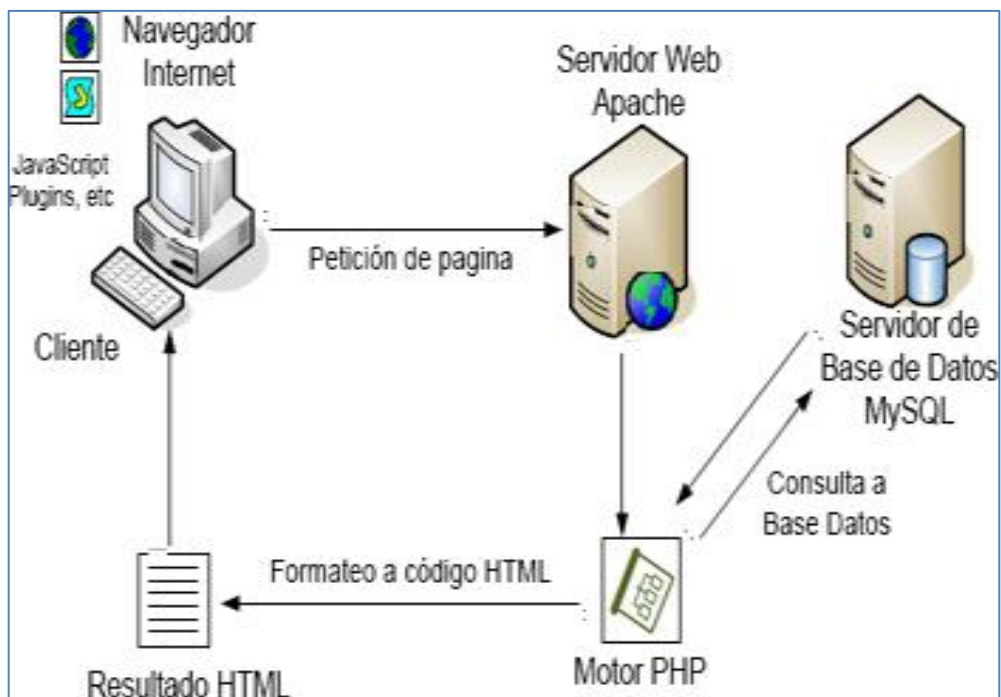 Navegador
Internet
JavaScript
Plugins, etc
Cliente
Petición de pagina
Servidor Web
Apache
Servidor de
Base de Datos
MySQL
Consulta a
Base Datos
Formateo a código HTML
Motor PHP
Resultado HTML